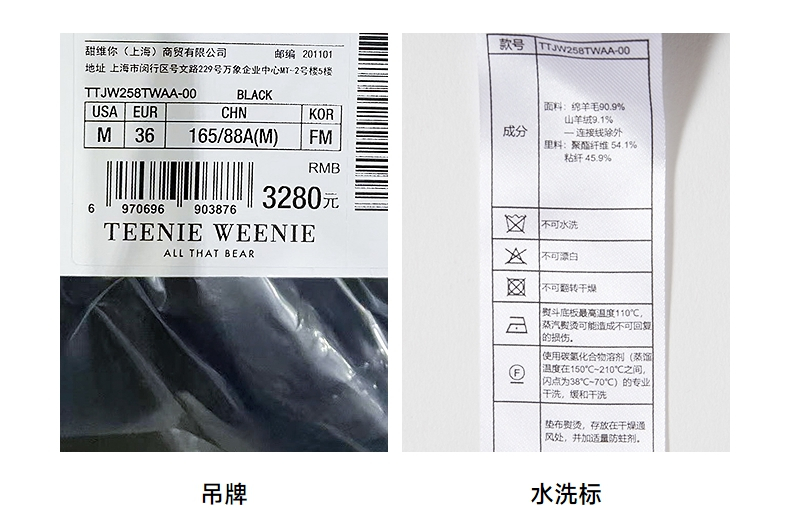 甜维你（上海）商贸有限公司 邮编 201101
地址 上海市闵行区号文路229号万象企业中心MT-2号楼5楼
TTJW258TWAA-00 BLACK
USA EUR CHN KOR
M 36 165/88A(M) FM
RMB
3280元
6 970696 903876
TEENIE WEENIE
ALL THAT BEAR
吊牌
款号 TTJW258TWAA-00
成分
面料：绵羊毛90.9%
山羊绒9.1%
一 连接线除外
里料：聚酯纤维 54.1%
粘纤 45.9%
不可水洗
不可漂白
不可翻转干燥
熨斗底板最高温度110℃，
蒸汽熨烫可能造成不可回复
的损伤。
F
使用碳氢化合物溶剂（蒸馏
温度在150℃~210℃之间，
闪点为38℃~70℃）的专业
干洗，缓和干洗
垫布熨烫，存放在干燥通
风处，并加适量防蛀剂。
水洗标